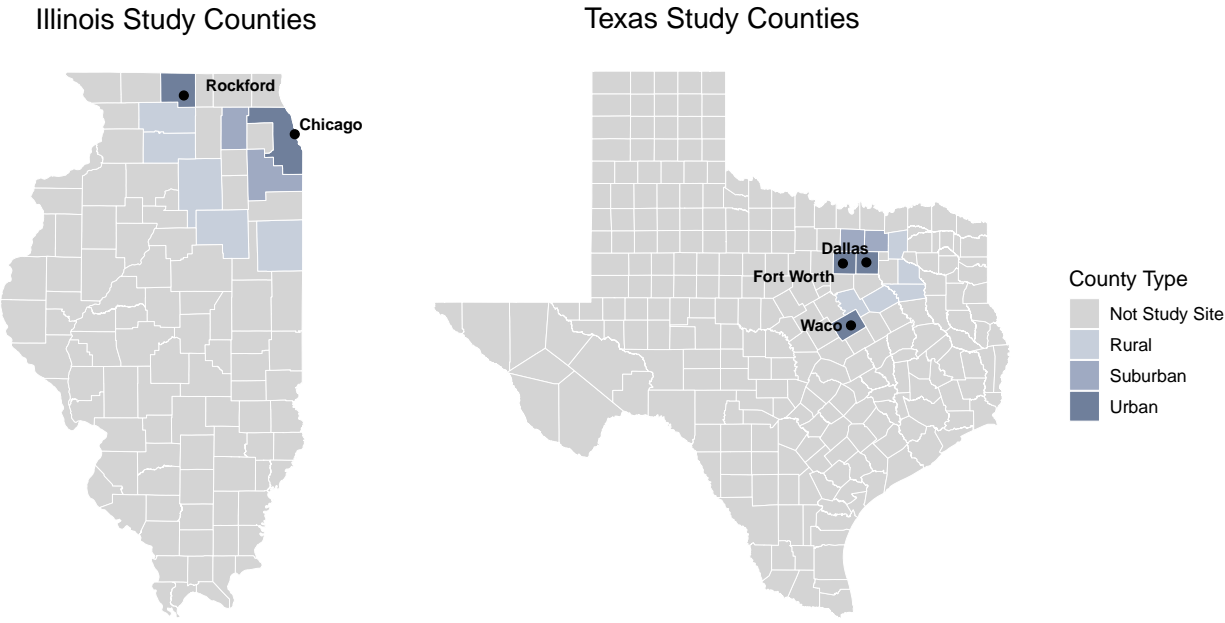 Illinois Study Counties
Texas Study Counties
Rockford
Chicago
Dallas
Fort Worth
Waco
County Type
Not Study Site
Rural
Suburban
Urban